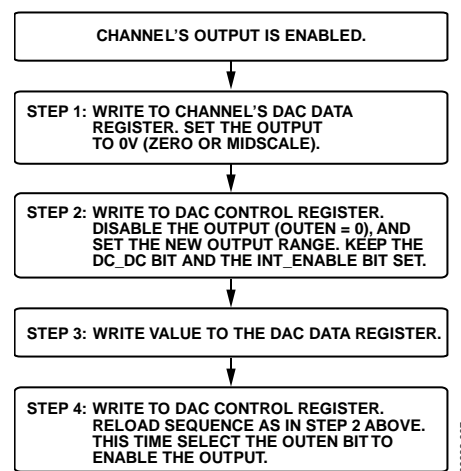 CHANNEL'S OUTPUT IS ENABLED.
STEP 1: WRITE TO CHANNEL'S DAC DATA
REGISTER. SET THE OUTPUT
TO 0V (ZERO OR MIDSCALE).
STEP 2: WRITE TO DAC CONTROL REGISTER.
DISABLE THE OUTPUT (OUTEN = 0), AND
SET THE NEW OUTPUT RANGE. KEEP THE
DC_DC BIT AND THE INT_ENABLE BIT SET.
STEP 3: WRITE VALUE TO THE DAC DATA REGISTER.
STEP 4: WRITE TO DAC CONTROL REGISTER.
RELOAD SEQUENCE AS IN STEP 2 ABOVE.
THIS TIME SELECT THE OUTEN BIT TO
ENABLE THE OUTPUT.